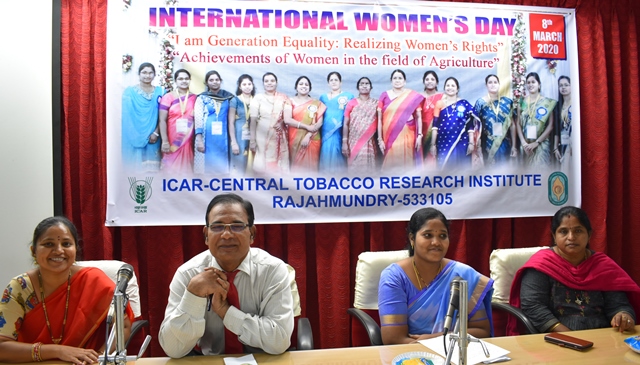 INTERNATIONAL WOMEN'S DAY
8th
MARCH
2020
"I am Generation Equality: Realizing Women's Rights"
"Achievements of Women in the field of Agriculture"
ICAR-CENTRAL TOBACCO RESEARCH INSTITUTE
RAJAHMUNDRY-533105
ICAR